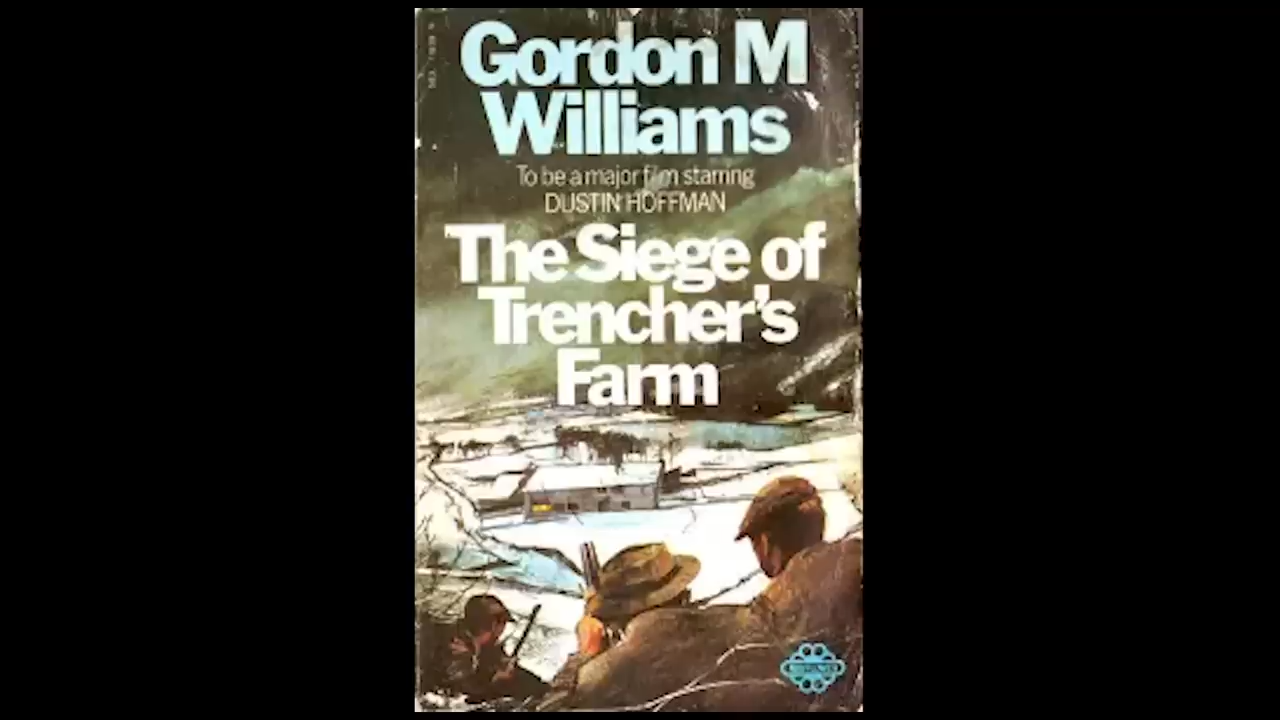 Gordon M
Williams
To be a major film starring
DUSTIN HOFFMAN
The Siege of
Trencher's
Farm